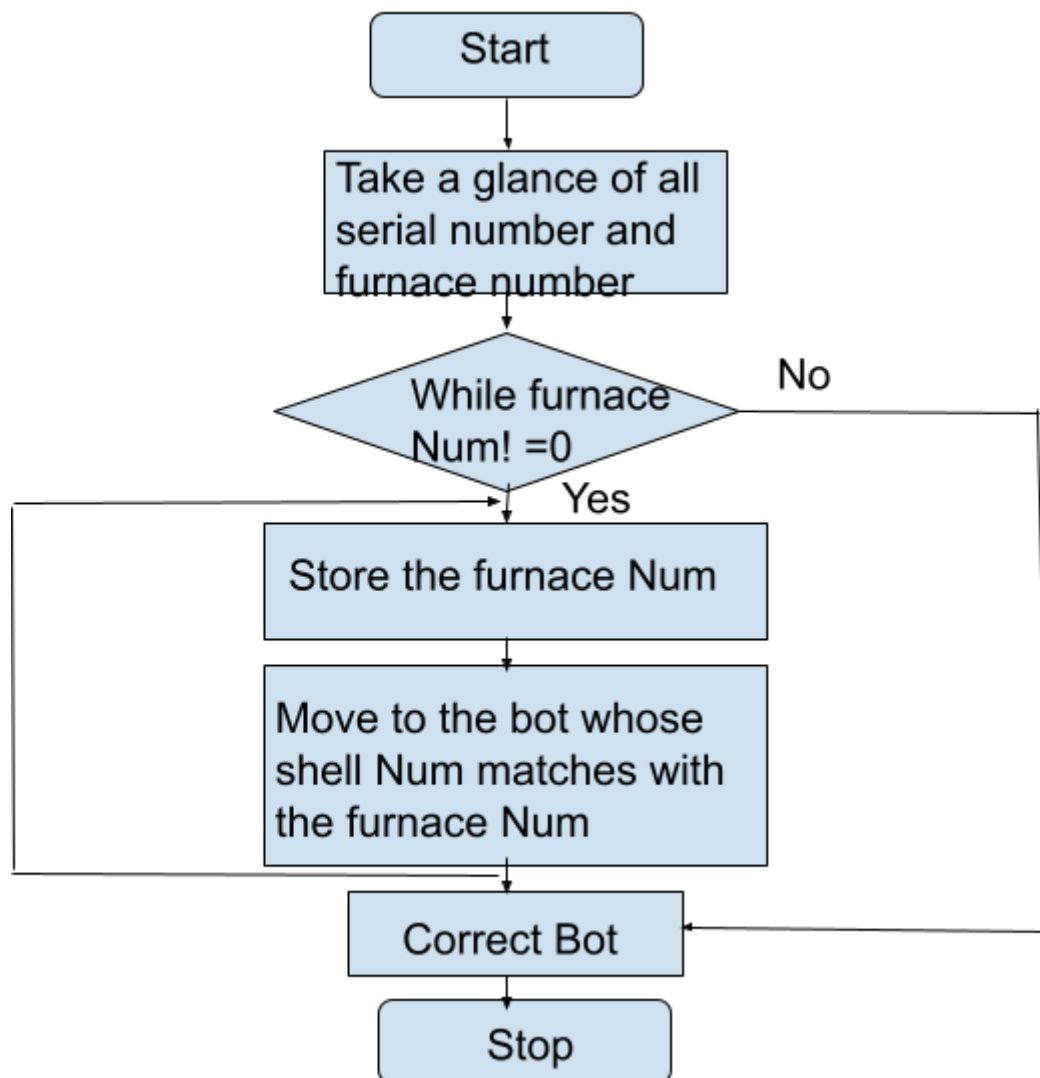 Start
Take a glance of all
serial number and
furnace number
While furnace
Num! =0
No
Yes
Store the furnace Num
Move to the bot whose
shell Num matches with
the furnace Num
Correct Bot
Stop